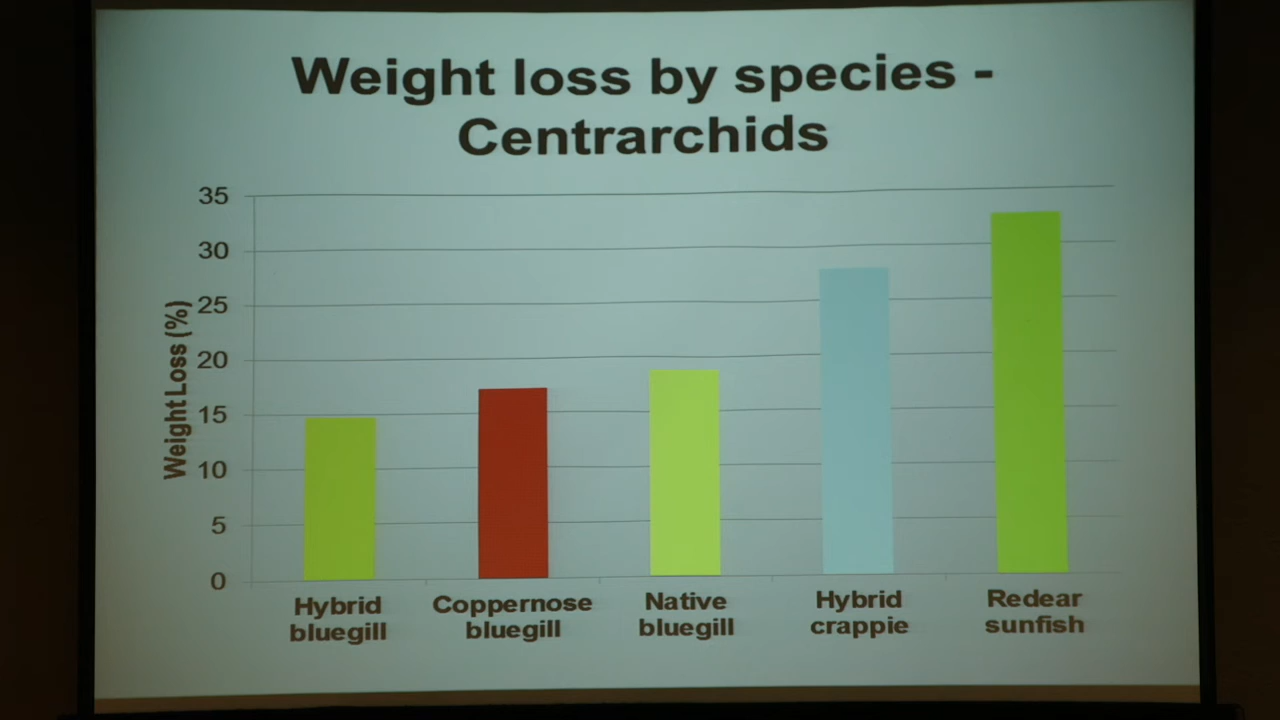 Weight loss by species -
Centrarchids
35
30
25
20
15
10
5
0
Weight Loss (%)
Hybrid
bluegill
Coppernose
bluegill
Native
bluegill
Hybrid
crappie
Redear
sunfish